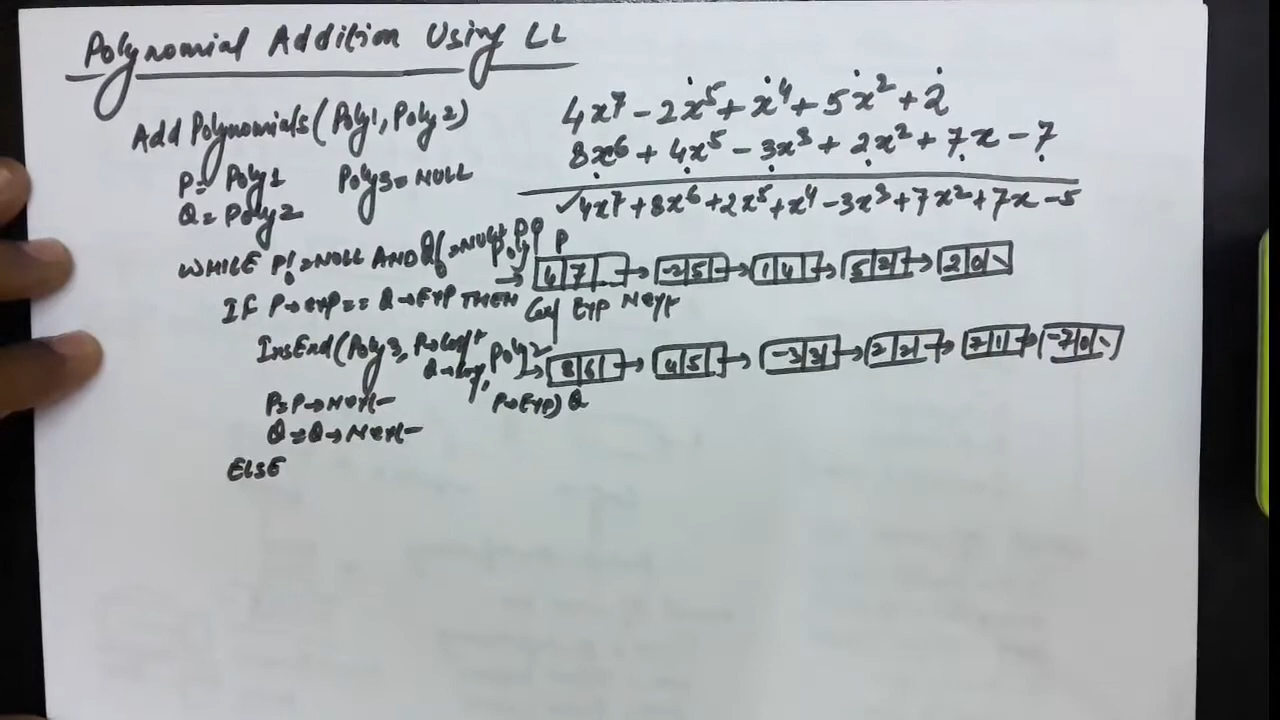 Polynomial Addition Using LL
Add Polynomials (Poly1, Poly2)
P = Poly1 Poly3 = NULL
Q = Poly2
WHILE P! = NULL AND Q! = NULL
IF P→exp == Q→EXP THEN
InsEnd (Poly3, P→Coef +
Q→Coef,
P→EXP)
P = P→Next
Q = Q→Next
ELSE
4x⁷ - 2x⁵ + x⁴ + 5x² + 2
8x⁶ + 4x⁵ - 3x³ + 2x² + 7x - 7
✓4x⁷ + 8x⁶ + 2x⁵ + x⁴ - 3x³ + 7x² + 7x - 5
P
Poly1 → 4|7| → -2|5| → 1|4| → 5|2| → 2|0|
Coef EXP Next
Poly2 → 8|6| → 4|5| → -3|3| → 2|2| → 7|1| → -7|0|
Q